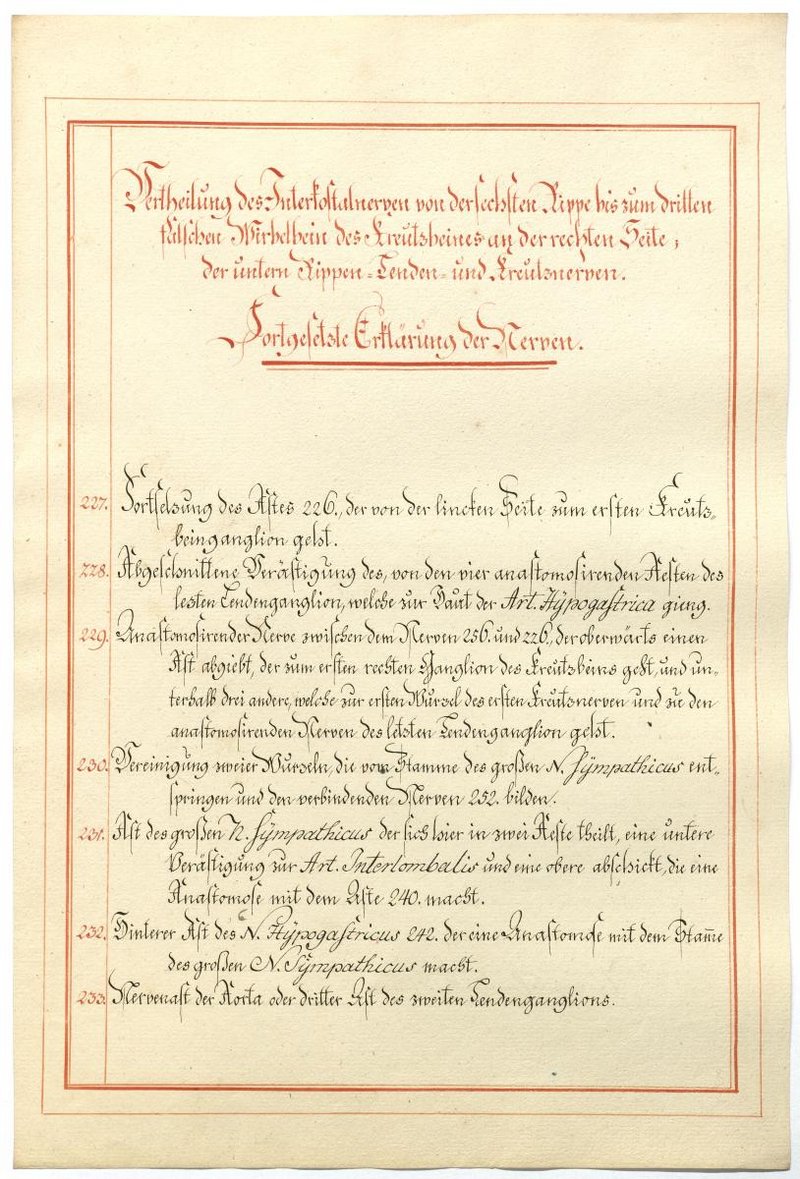 Vertheilung des Interkostalnerven von der sechsten Rippe bis zum dritten
falschen Wirbelbein des Kreutzbeines an der rechten Seite,
der untern Rippen- Lenden- und Kreutznerven.
Fortgesetzte Erklärung der Nerven.
227. Fortsetzung des Astes 226., der von der lincken Seite zum ersten Kreutz-
beinganglion geht.
228. Abgeschnittene Verästigung des, von den vier anastomosirenden Aesten des
lezten Lendenganglion, welche zur Haut der Art. Hÿpogastrica gieng.
229. Anastomosirender Nerve zwischen dem Nerven 256. und 226., der oberwärts einen
Ast abgiebt, der zum ersten rechten Ganglion des Kreutzbeins geht, und un-
terhalb drei andere, welche zur ersten Wurzel des ersten Kreutznerven und zu den
anastomosirenden Nerven des letzten Lendenganglion geht.
230. Vereinigung zweier Wurzeln, die vom Stamme des großen N. Sÿmpathicus ent-
springen und den verbindenden Nerven 252. bilden.
231. Ast des großen N. Sÿmpathicus der sich hier in zwei Aeste theilt, eine untere
Verästigung zur Art. Interlombalis und eine obere abschickt, die eine
Anastomose mit dem Aste 240. macht.
232. Hinterer Ast des N. Hÿpogastricus 242. der eine Anastomose mit dem Stam̅e
des großen N. Sÿmpathicus macht.
233. Nervenast der Aorta oder dritter Ast des zweiten Lendenganglions.